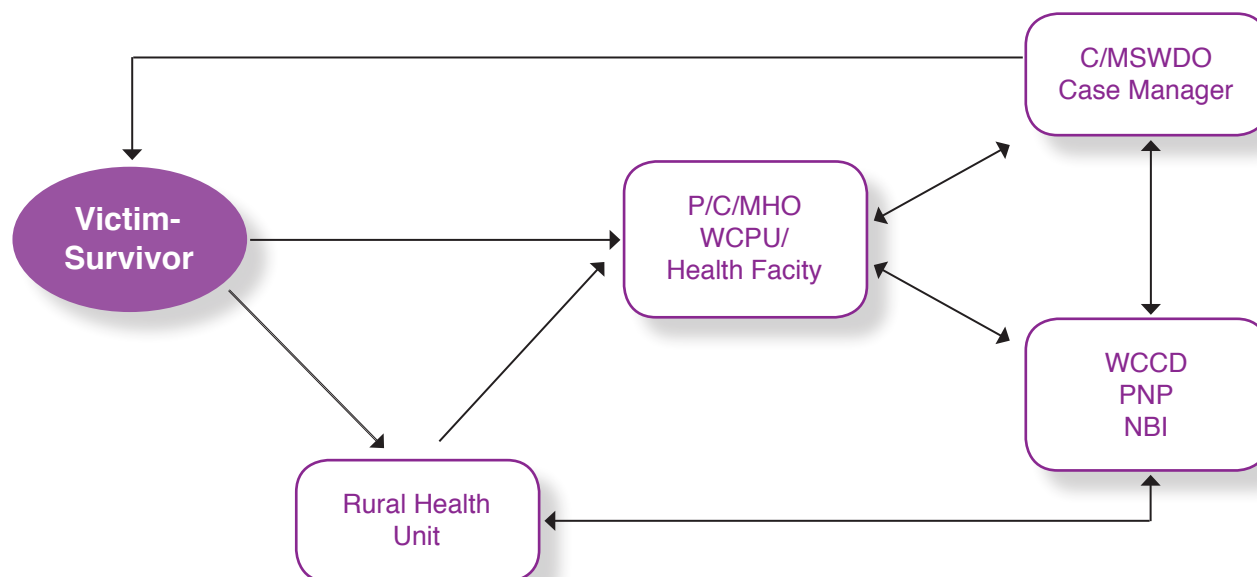 C/MSWDO
Case Manager
Victim-
Survivor
P/C/MHO
WCPU/
Health Facity
WCCD
PNP
NBI
Rural Health
Unit